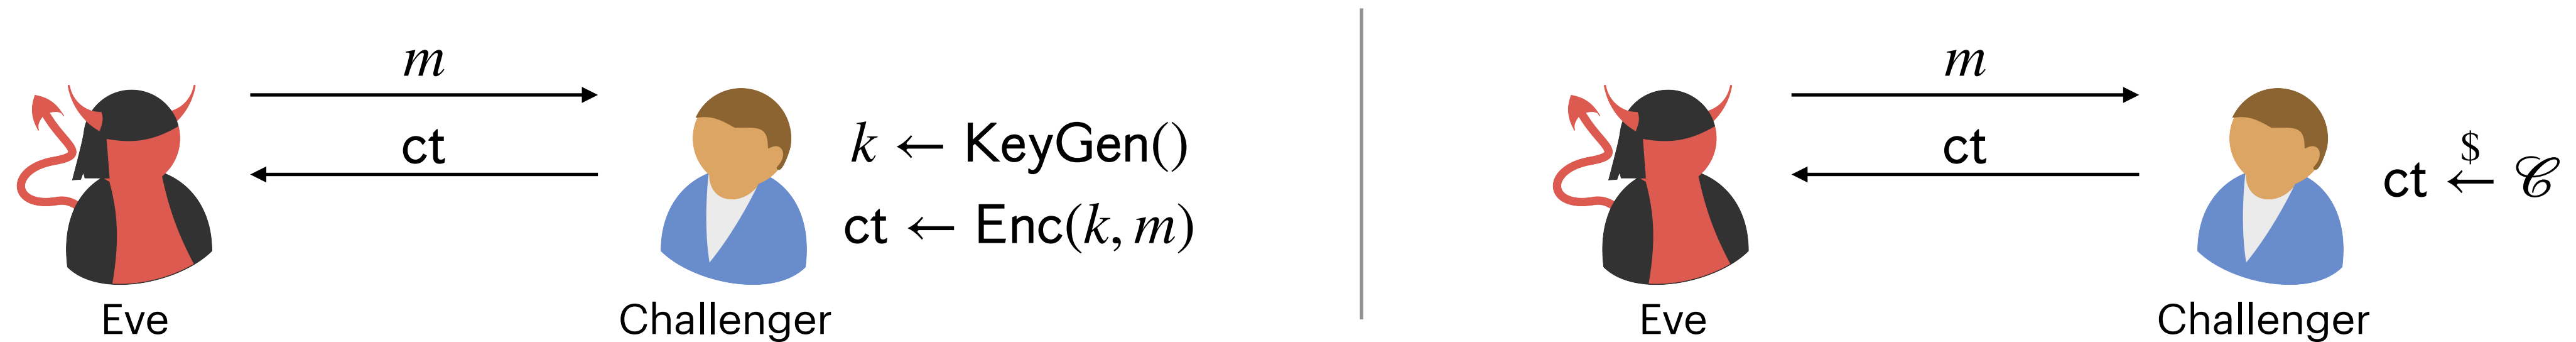 m
ct
k ← KeyGen()
ct ← Enc(k, m)
Eve
Challenger
m
ct
ct $← 𝒞
Eve
Challenger